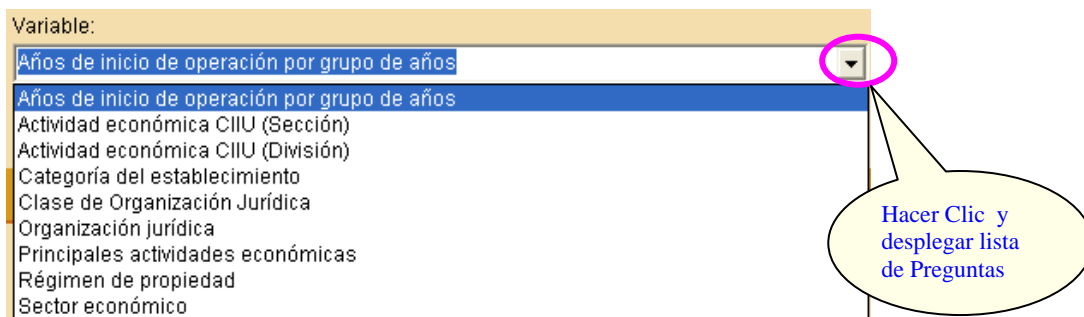 Variable:
Años de inicio de operación por grupo de años
Años de inicio de operación por grupo de años
Actividad económica CIIU (Sección)
Actividad económica CIIU (División)
Categoría del establecimiento
Clase de Organización Jurídica
Organización jurídica
Principales actividades económicas
Régimen de propiedad
Sector económico
Hacer Clic y
desplegar lista
de Preguntas